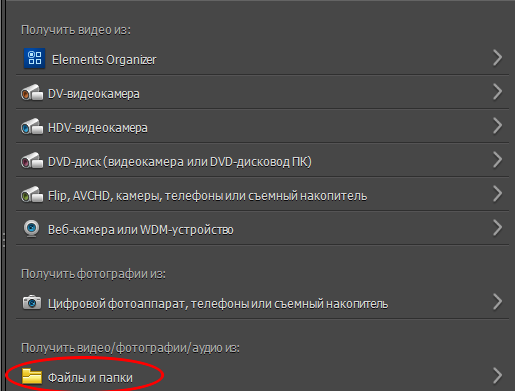 Получить видео из:
Elements Organizer
DV-видеокамера
HDV-видеокамера
DVD-диск (видеокамера или DVD-дисковод ПК)
Flip, AVCHD, камеры, телефоны или съемный накопитель
Веб-камера или WDM-устройство
Получить фотографии из:
Цифровой фотоаппарат, телефоны или съемный накопитель
Получить видео/фотографии/аудио из:
Файлы и папки